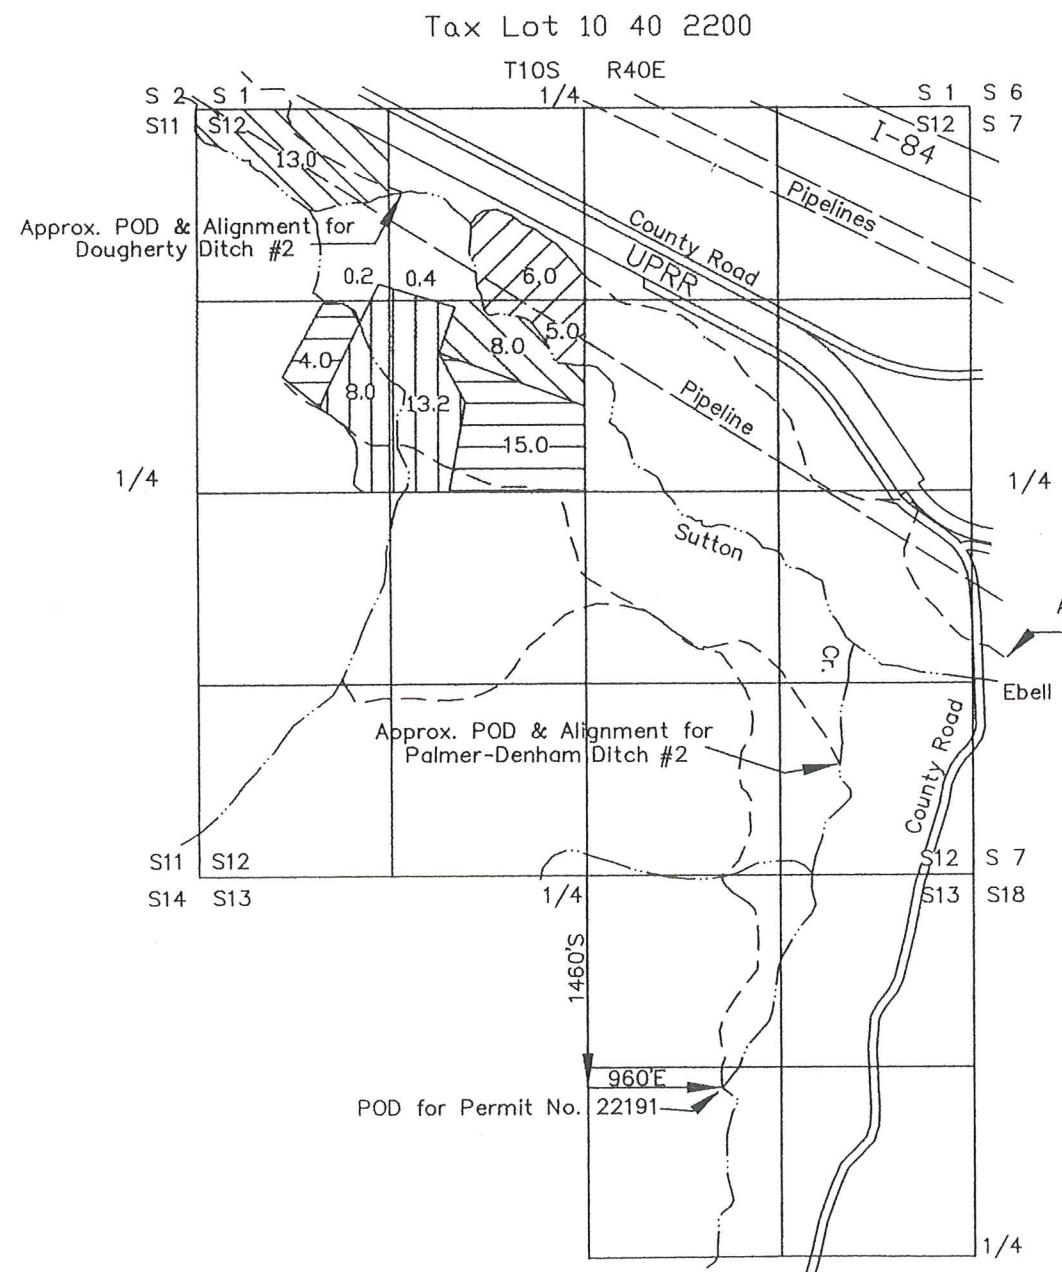 Tax Lot 10 40 2200
T10S R40E
S 2 S 1
1/4
S 1 S 6
S11 S12
S12 S 7
I-84
13.0
Pipelines
Approx. POD & Alignment for
Dougherty Ditch #2
County Road
UPRR
0.2 0.4
6.0
5.0
8.0
4.0
8.0
13.2
Pipeline
15.0
1/4
1/4
Sutton
Cr.
Ebell
Approx. POD & Alignment for
Palmer-Denham Ditch #2
County Road
S11 S12
S12 S 7
S14 S13
1/4
S13 S18
1460'S
960'E
POD for Permit No. 22191
1/4